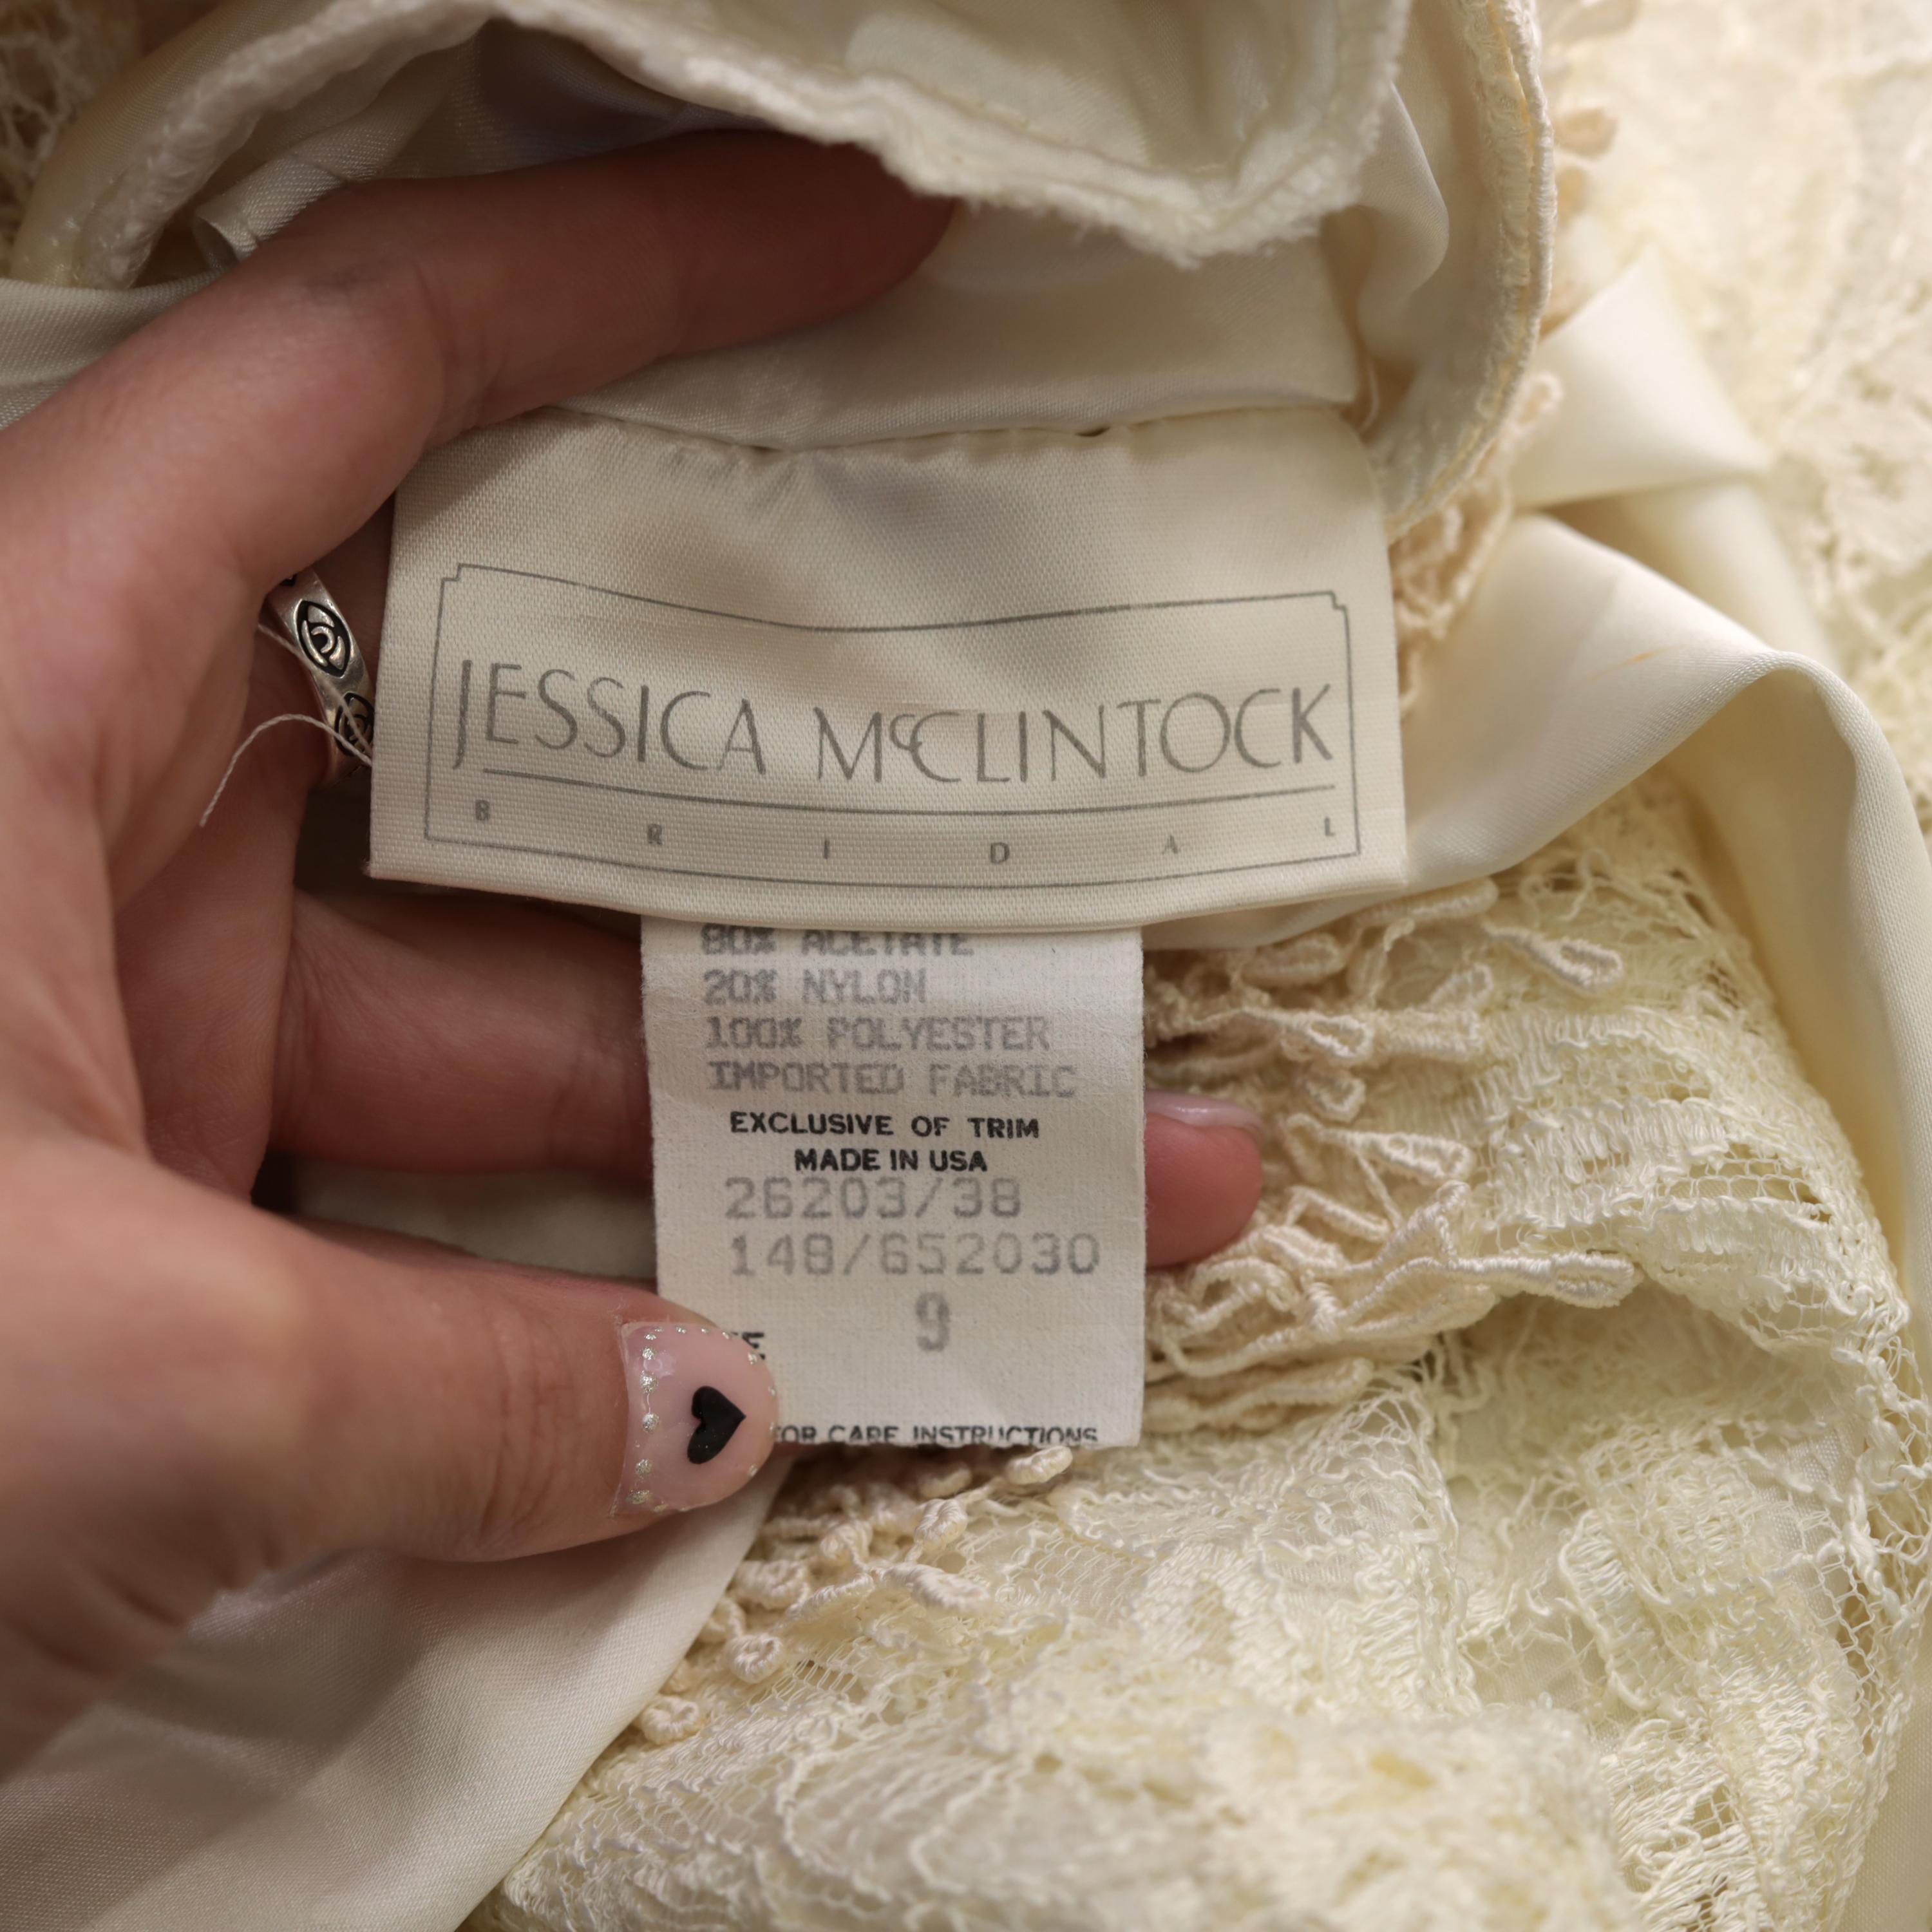 JESSICA McCLINTOCK
BRIDAL
80% ACETATE
20% NYLON
100% POLYESTER
IMPORTED FABRIC
EXCLUSIVE OF TRIM
MADE IN USA
26203/38
148/652030
9
FOR CARE INSTRUCTIONS